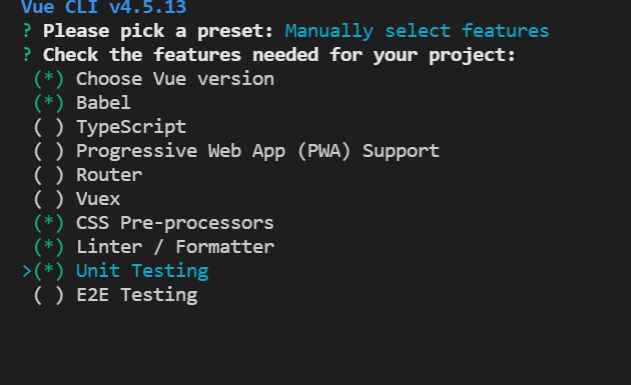 Vue CLI v4.5.13
? Please pick a preset: Manually select features
? Check the features needed for your project:
(*) Choose Vue version
(*) Babel
( ) TypeScript
( ) Progressive Web App (PWA) Support
( ) Router
( ) Vuex
(*) CSS Pre-processors
(*) Linter / Formatter
>(*) Unit Testing
( ) E2E Testing